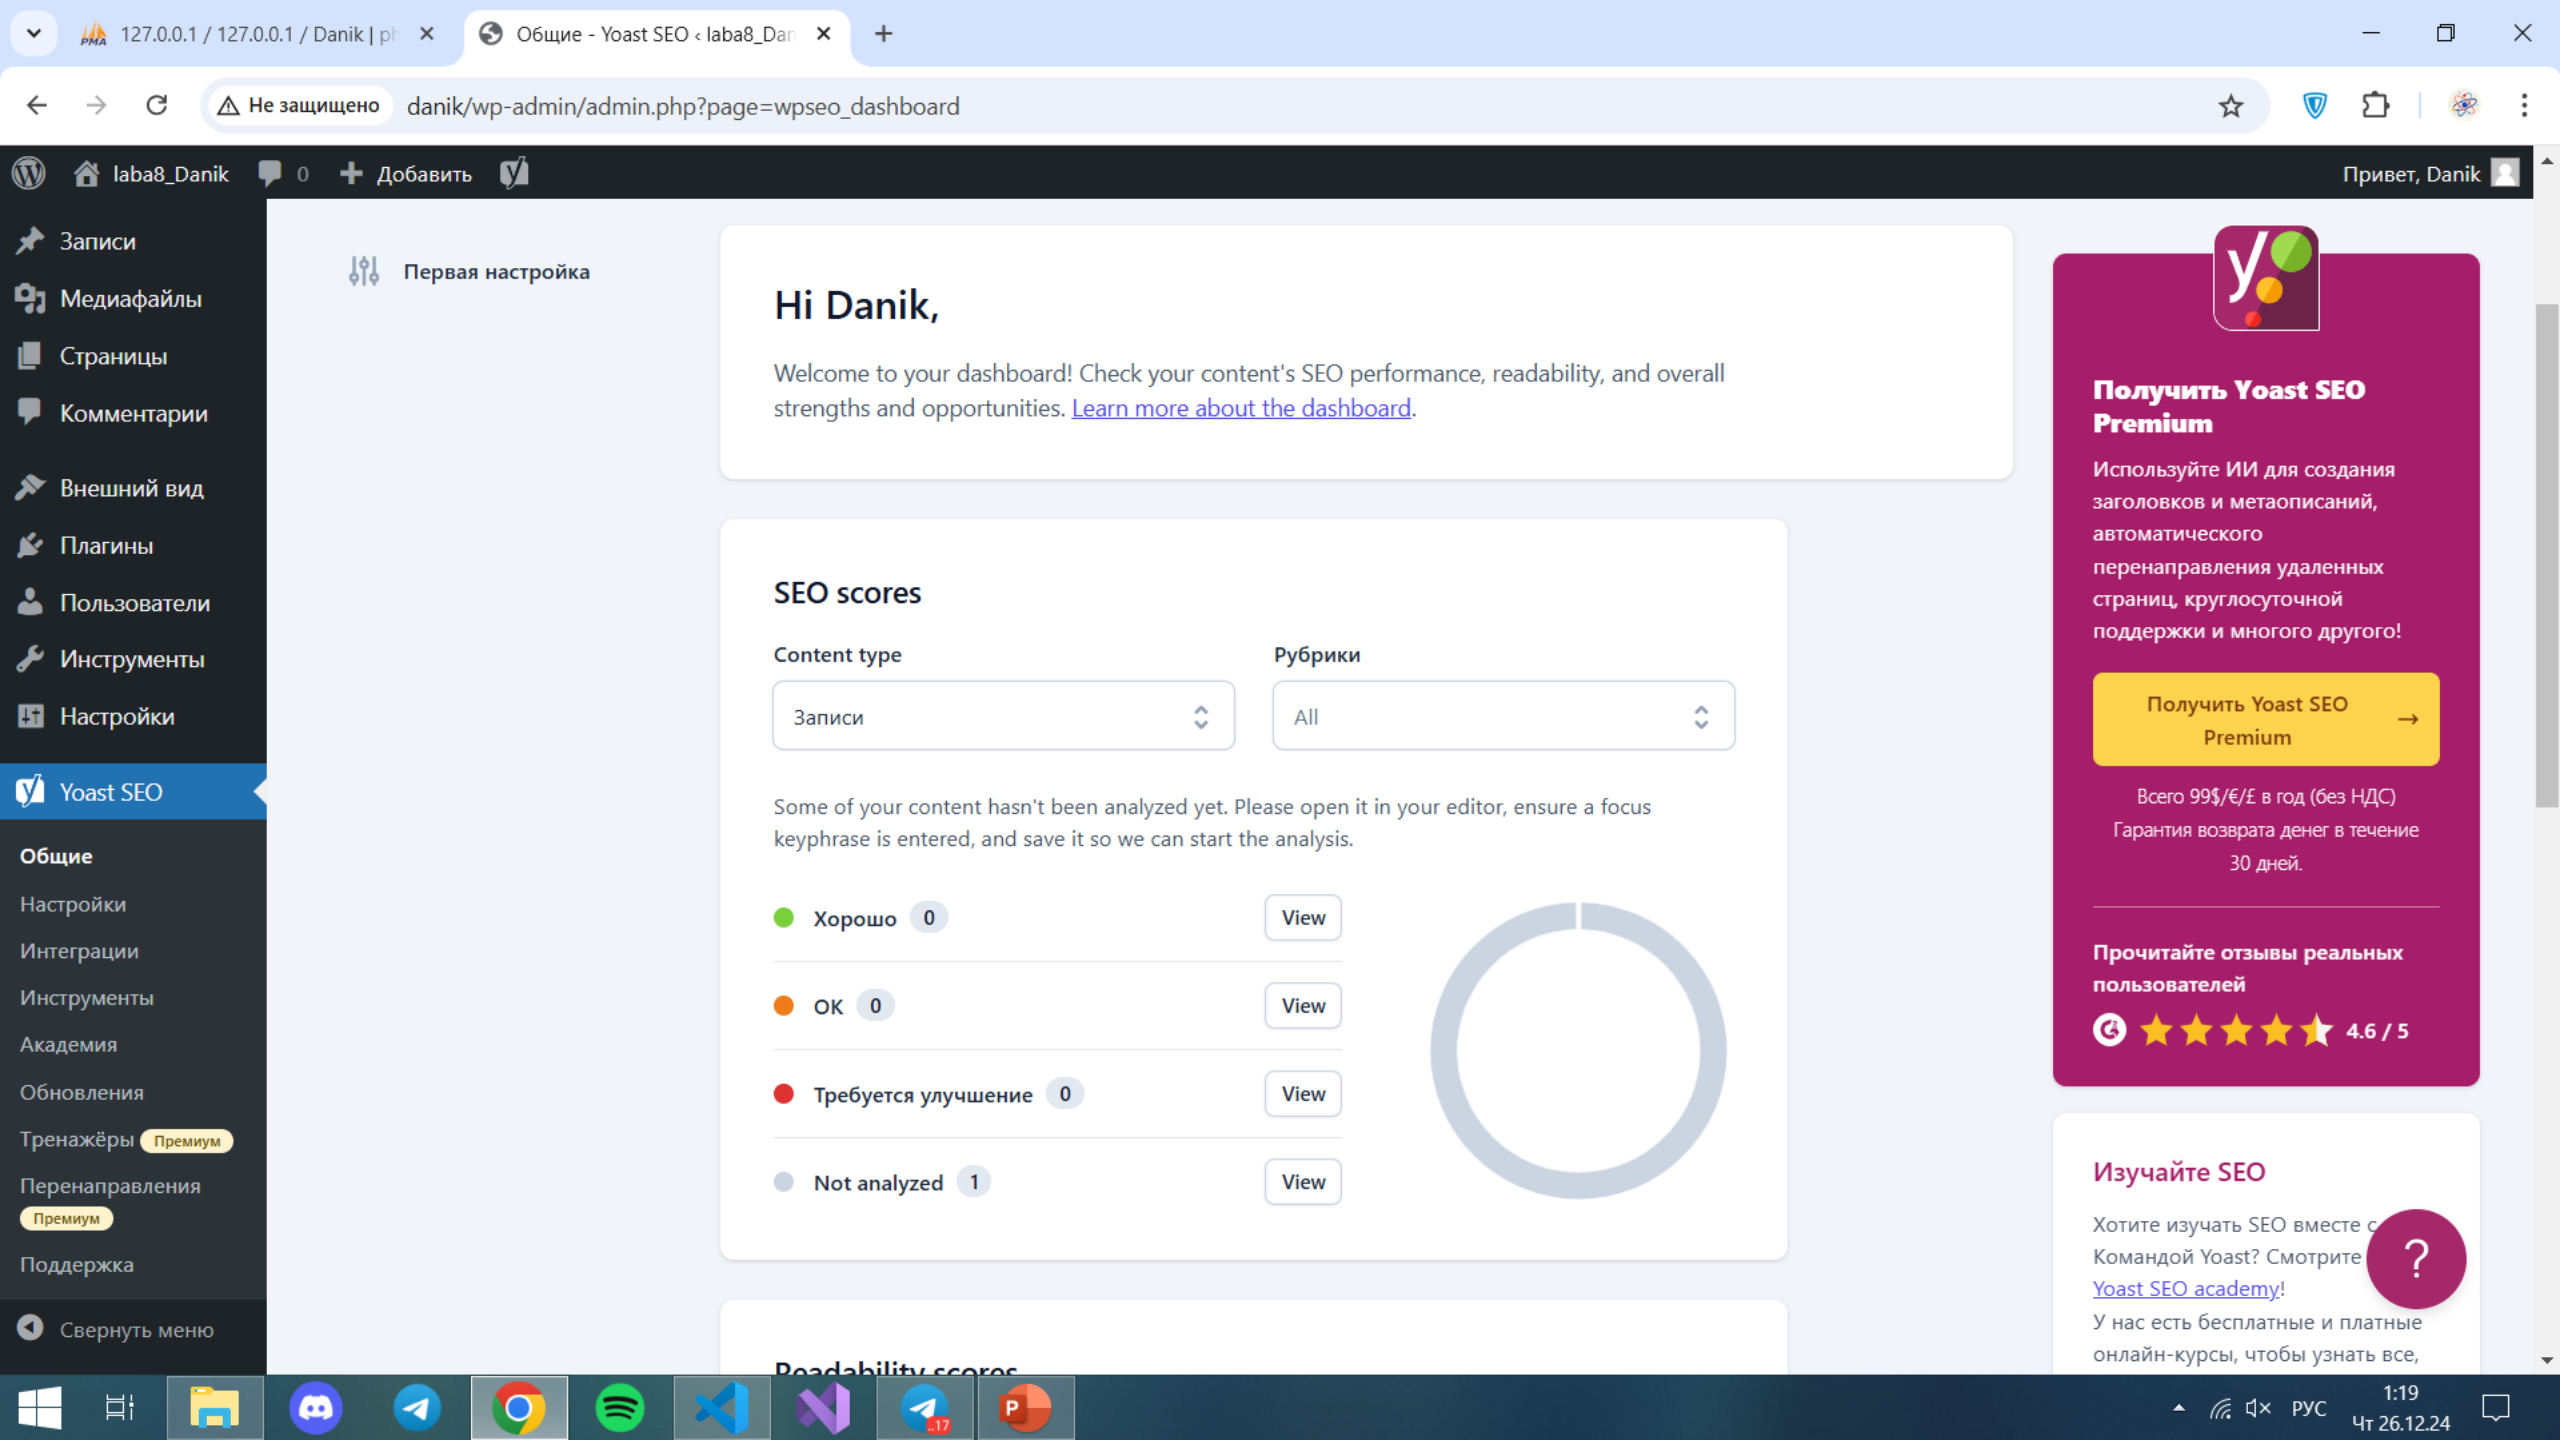 127.0.0.1 / 127.0.0.1 / Danik | ph
Общие - Yoast SEO ‹ laba8_Dan
Не защищено
danik/wp-admin/admin.php?page=wpseo_dashboard
laba8_Danik
0
Добавить
Привет, Danik
Записи
Медиафайлы
Страницы
Комментарии
Внешний вид
Плагины
Пользователи
Инструменты
Настройки
Yoast SEO
Общие
Настройки
Интеграции
Инструменты
Академия
Обновления
Тренажёры Премиум
Перенаправления
Премиум
Поддержка
Свернуть меню
Первая настройка
Hi Danik,
Welcome to your dashboard! Check your content's SEO performance, readability, and overall
strengths and opportunities. Learn more about the dashboard.
SEO scores
Content type
Рубрики
Записи
All
Some of your content hasn't been analyzed yet. Please open it in your editor, ensure a focus
keyphrase is entered, and save it so we can start the analysis.
Хорошо 0 View
ОК 0 View
Требуется улучшение 0 View
Not analyzed 1 View
Readability scores
Получить Yoast SEO
Premium
Используйте ИИ для создания
заголовков и метаописаний,
автоматического
перенаправления удаленных
страниц, круглосуточной
поддержки и многого другого!
Получить Yoast SEO
Premium
Всего 99$/€/£ в год (без НДС)
Гарантия возврата денег в течение
30 дней.
Прочитайте отзывы реальных
пользователей
4.6 / 5
Изучайте SEO
Хотите изучать SEO вместе с
Командой Yoast? Смотрите
Yoast SEO academy!
У нас есть бесплатные и платные
онлайн-курсы, чтобы узнать все,
?
..17
РУС
1:19
Чт 26.12.24